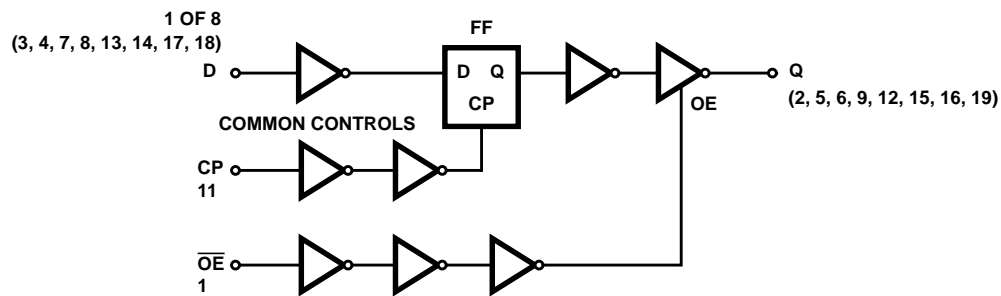 1 OF 8
(3, 4, 7, 8, 13, 14, 17, 18)
FF
D
D Q
CP
Q
OE
(2, 5, 6, 9, 12, 15, 16, 19)
COMMON CONTROLS
CP
11
OE
1